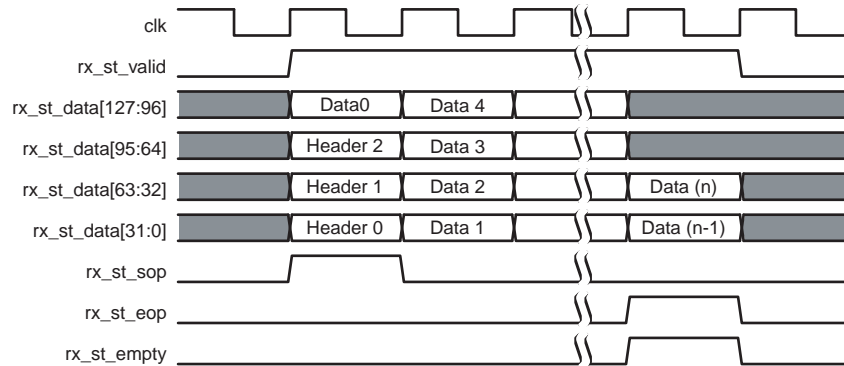 clk
rx_st_valid
rx_st_data[127:96] Data0 Data 4
rx_st_data[95:64] Header 2 Data 3
rx_st_data[63:32] Header 1 Data 2 Data (n)
rx_st_data[31:0] Header 0 Data 1 Data (n-1)
rx_st_sop
rx_st_eop
rx_st_empty